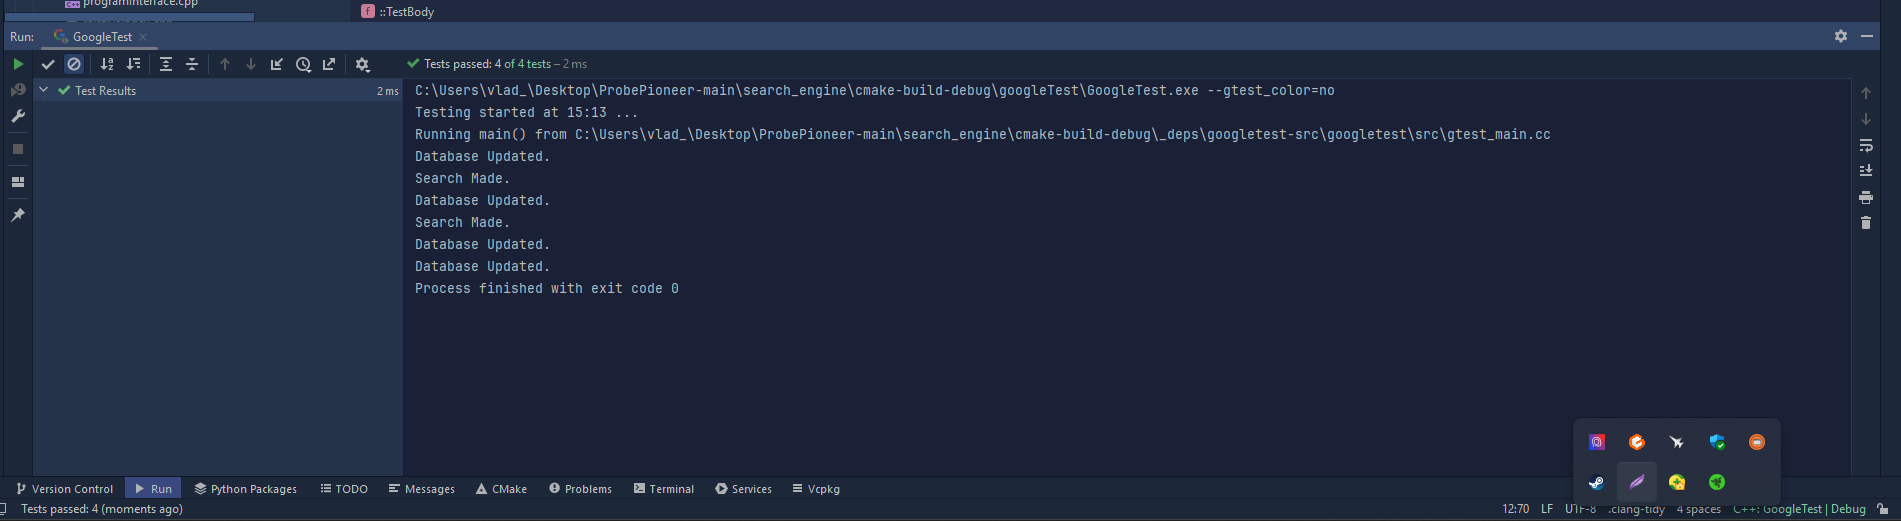 programinterface.cpp
::TestBody
Run: GoogleTest
Tests passed: 4 of 4 tests – 2 ms
Test Results 2 ms
C:\Users\vlad_\Desktop\ProbePioneer-main\search_engine\cmake-build-debug\googleTest\GoogleTest.exe --gtest_color=no
Testing started at 15:13 ...
Running main() from C:\Users\vlad_\Desktop\ProbePioneer-main\search_engine\cmake-build-debug\_deps\googletest-src\googletest\src\gtest_main.cc
Database Updated.
Search Made.
Database Updated.
Search Made.
Database Updated.
Database Updated.
Process finished with exit code 0
Version Control Run Python Packages TODO Messages CMake Problems Terminal Services Vcpkg
Tests passed: 4 (moments ago) 12:70 LF UTF-8 .clang-tidy 4 spaces C++: GoogleTest | Debug